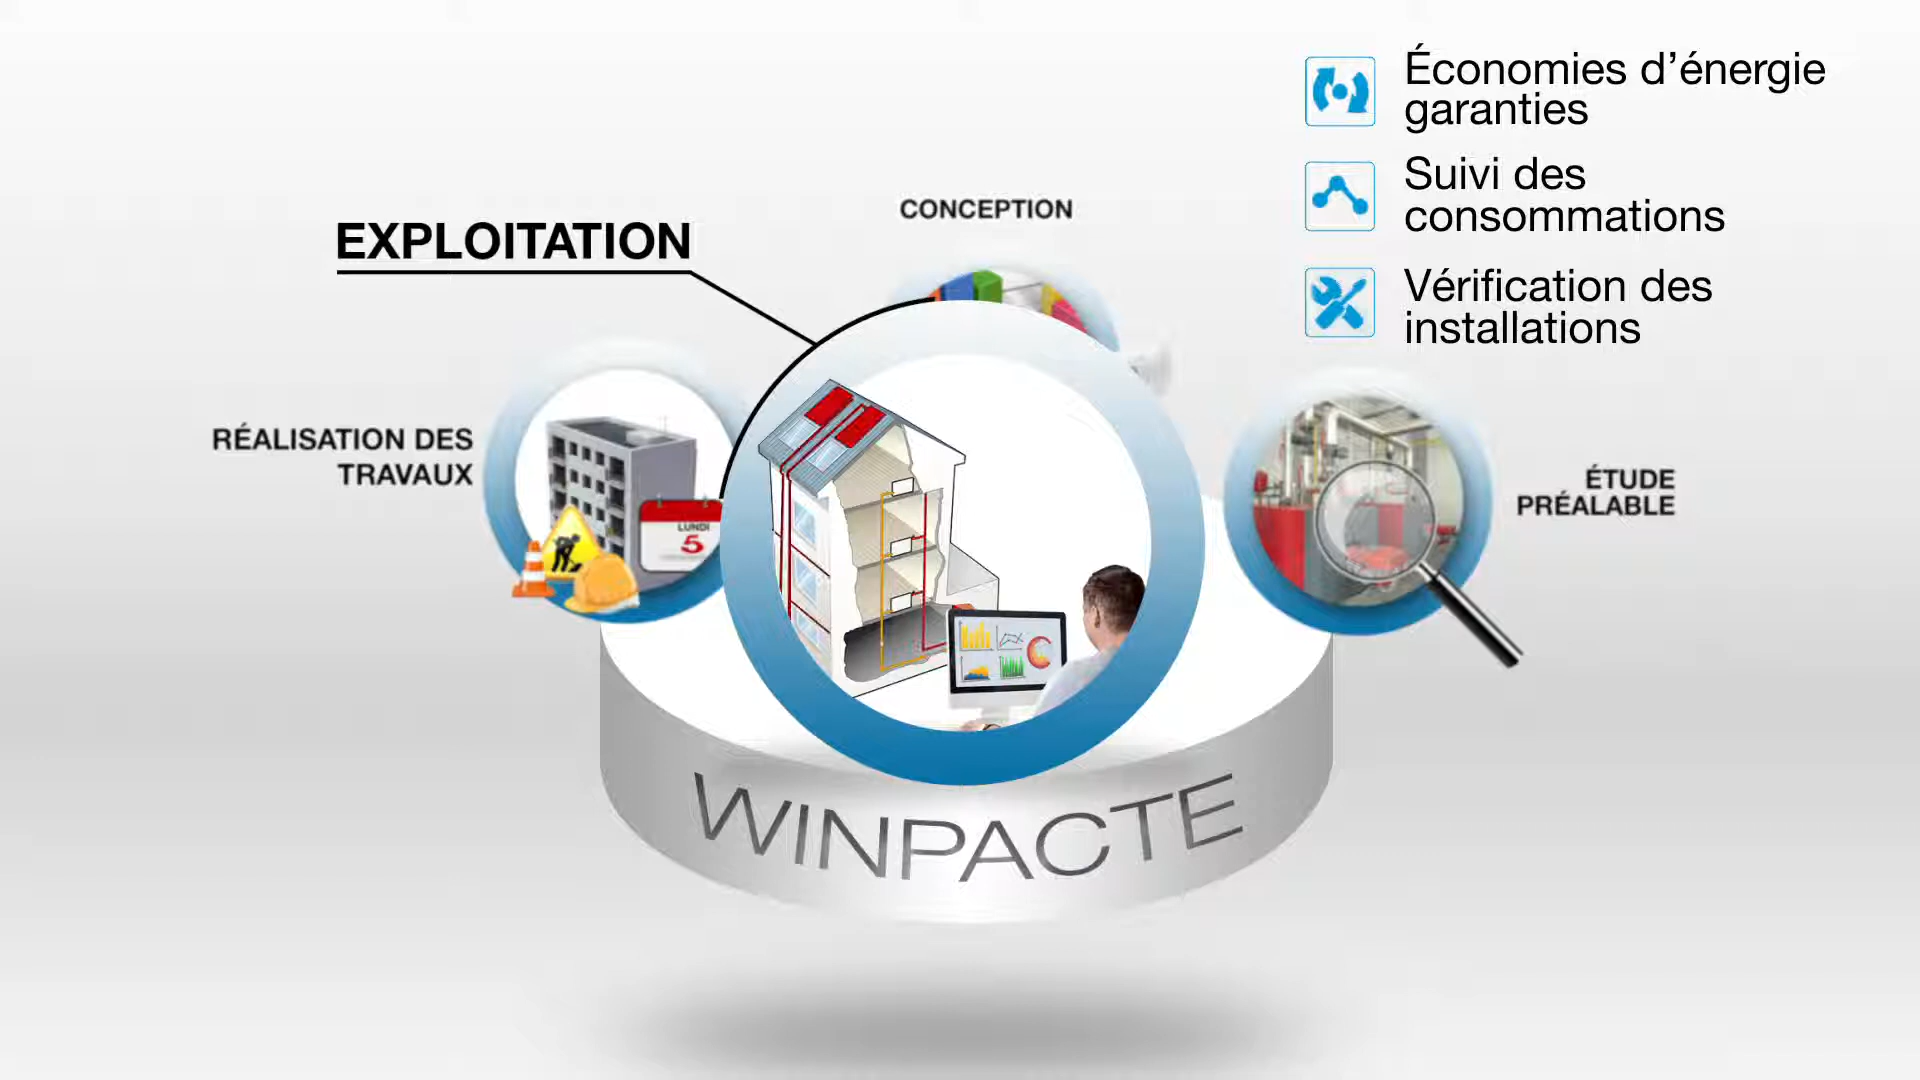 Économies d’énergie
garanties
Suivi des
consommations
Vérification des
installations
CONCEPTION
EXPLOITATION
RÉALISATION DES
TRAVAUX
LUNDI
5
ÉTUDE
PRÉALABLE
WINPACTE